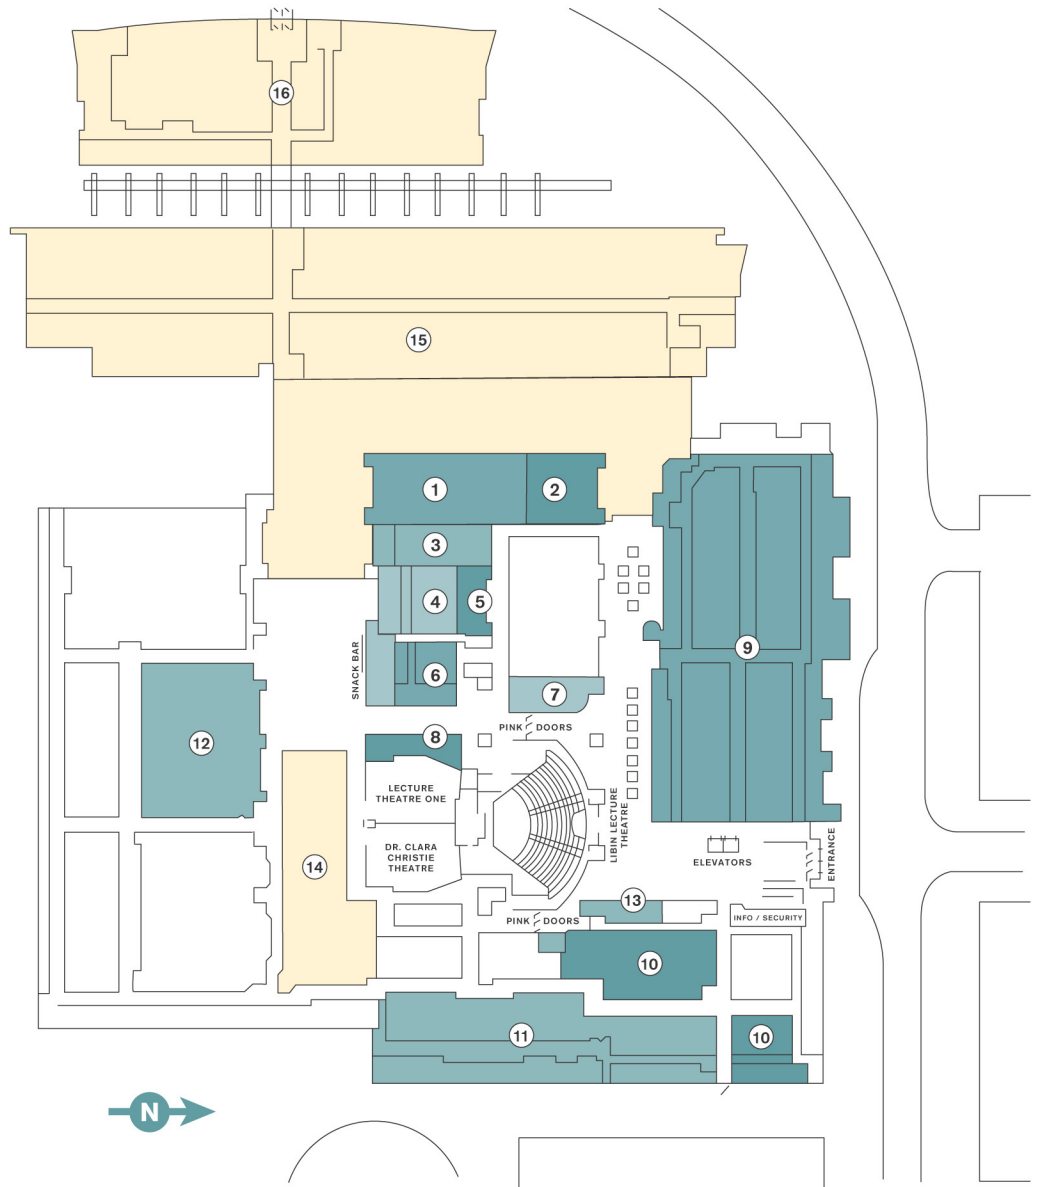 16
15
1
2
3
4
5
SNACK BAR
6
9
7
PINK DOORS
12
8
LECTURE
THEATRE ONE
LIBIN LECTURE
THEATRE
DR. CLARA
CHRISTIE
THEATRE
ELEVATORS
ENTRANCE
14
13
PINK DOORS
INFO / SECURITY
10
11
10
N